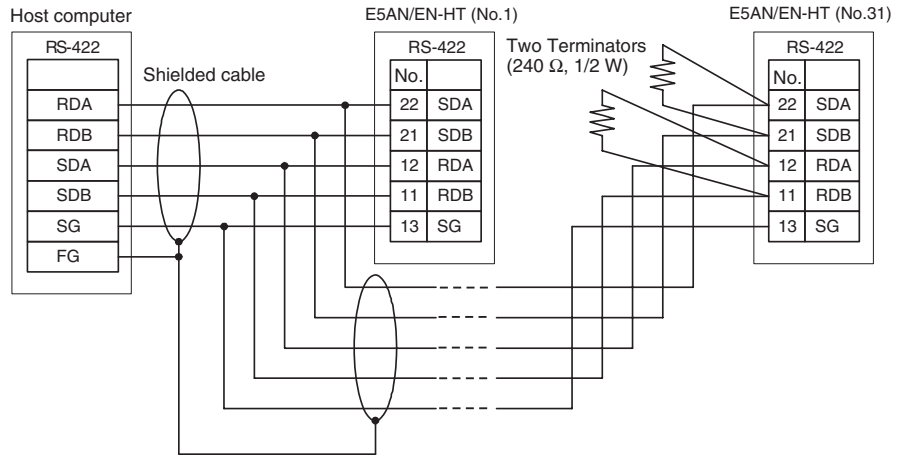 Host computer
RS-422
RDA
RDB
SDA
SDB
SG
FG
Shielded cable
E5AN/EN-HT (No.1)
RS-422
No.
22 SDA
21 SDB
12 RDA
11 RDB
13 SG
Two Terminators
(240 Ω, 1/2 W)
E5AN/EN-HT (No.31)
RS-422
No.
22 SDA
21 SDB
12 RDA
11 RDB
13 SG